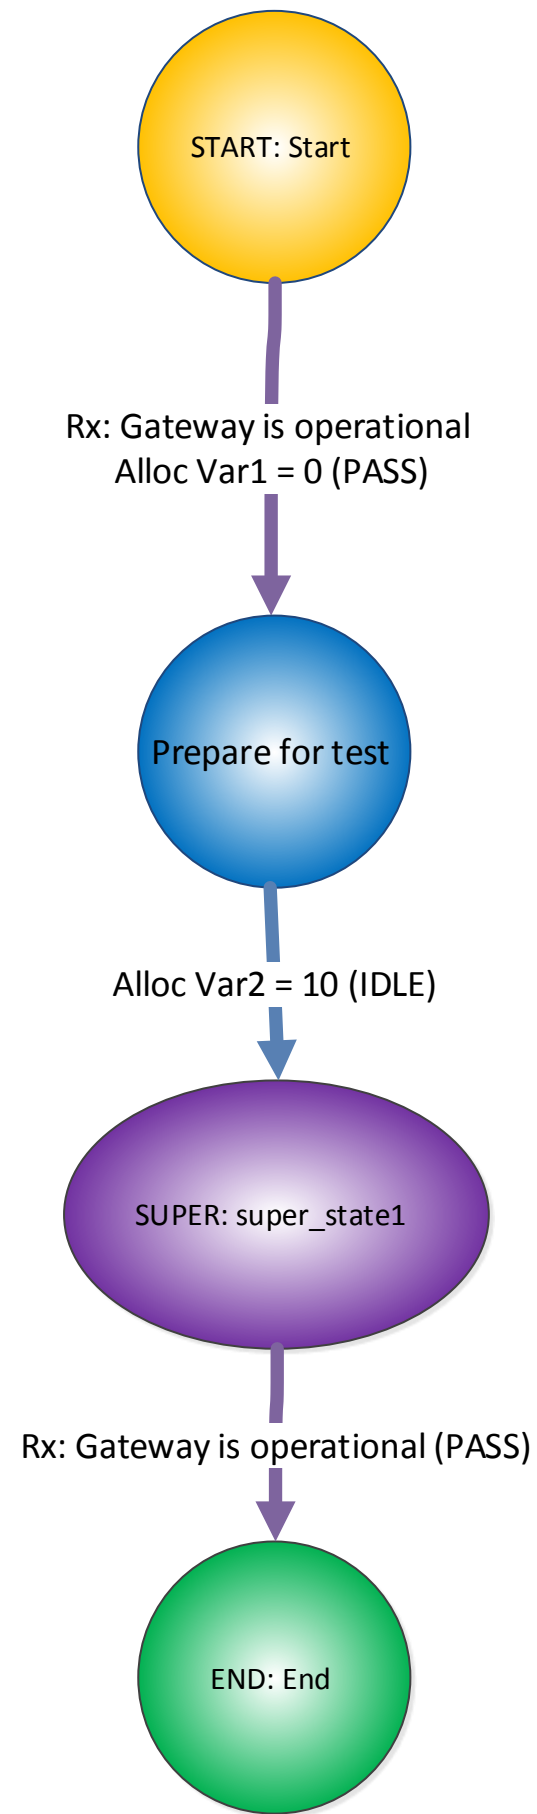 START: Start
Rx: Gateway is operational
Alloc Var1 = 0 (PASS)
Prepare for test
Alloc Var2 = 10 (IDLE)
SUPER: super_state1
Rx: Gateway is operational (PASS)
END: End